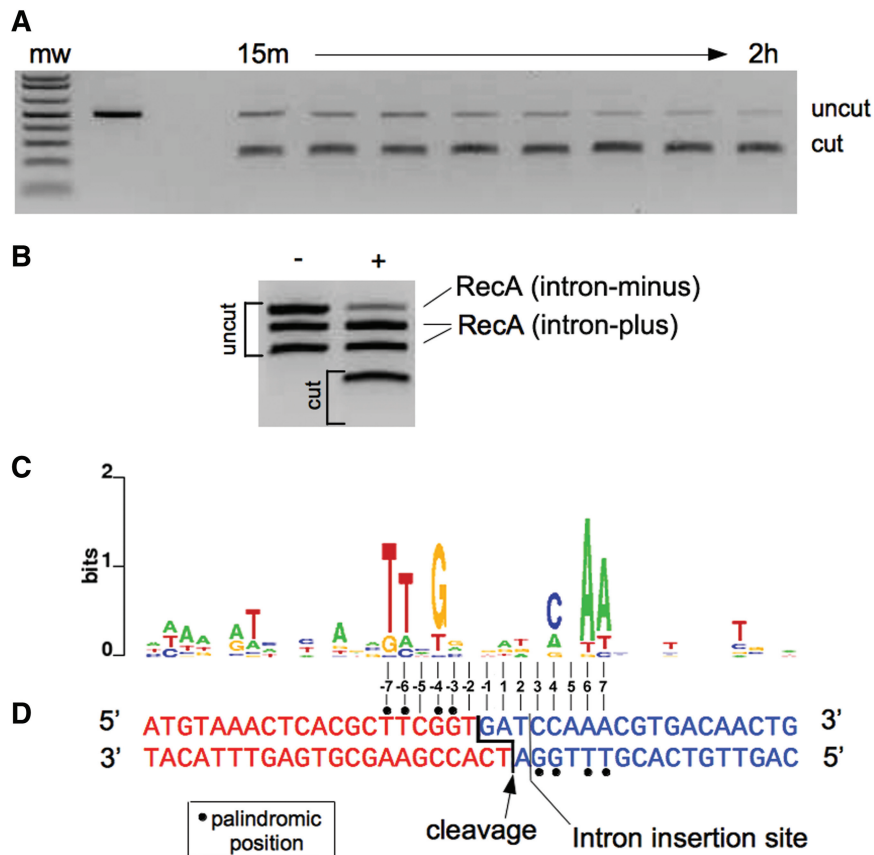 A
mw 15m 2h
uncut
cut
B
- +
uncut
cut
RecA (intron-minus)
RecA (intron-plus)
C
bits
2
1
0
A T A A A G T A A T C A T G A T G T C A A T A T T T
-7 -6 -5 -4 -3 -2 -1 1 2 3 4 5 6 7
D
5’ ATGTAAACTCACGCTTCGGTGATCCAAACGTGACAACTG 3’
3’ TACATTTGAGTGCGAAGCCACTAGGTTTGCACTGTTGAC 5’
• palindromic
position
cleavage
Intron insertion site